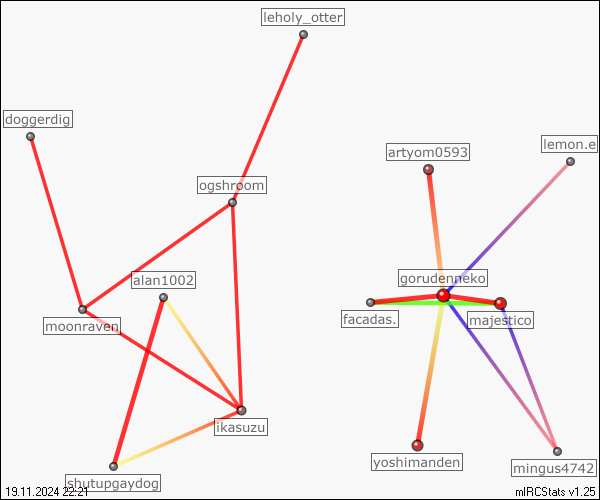 leholy_otter
doggerdig
lemon.e
artyom0593
ogshroom
alan1002
gorudenneko
moonraven
facadas.
majestico
ikasuzu
yoshimanden
mingus4742
shutupgaydog
19.11.2024 22:21
mIRCStats v1.25